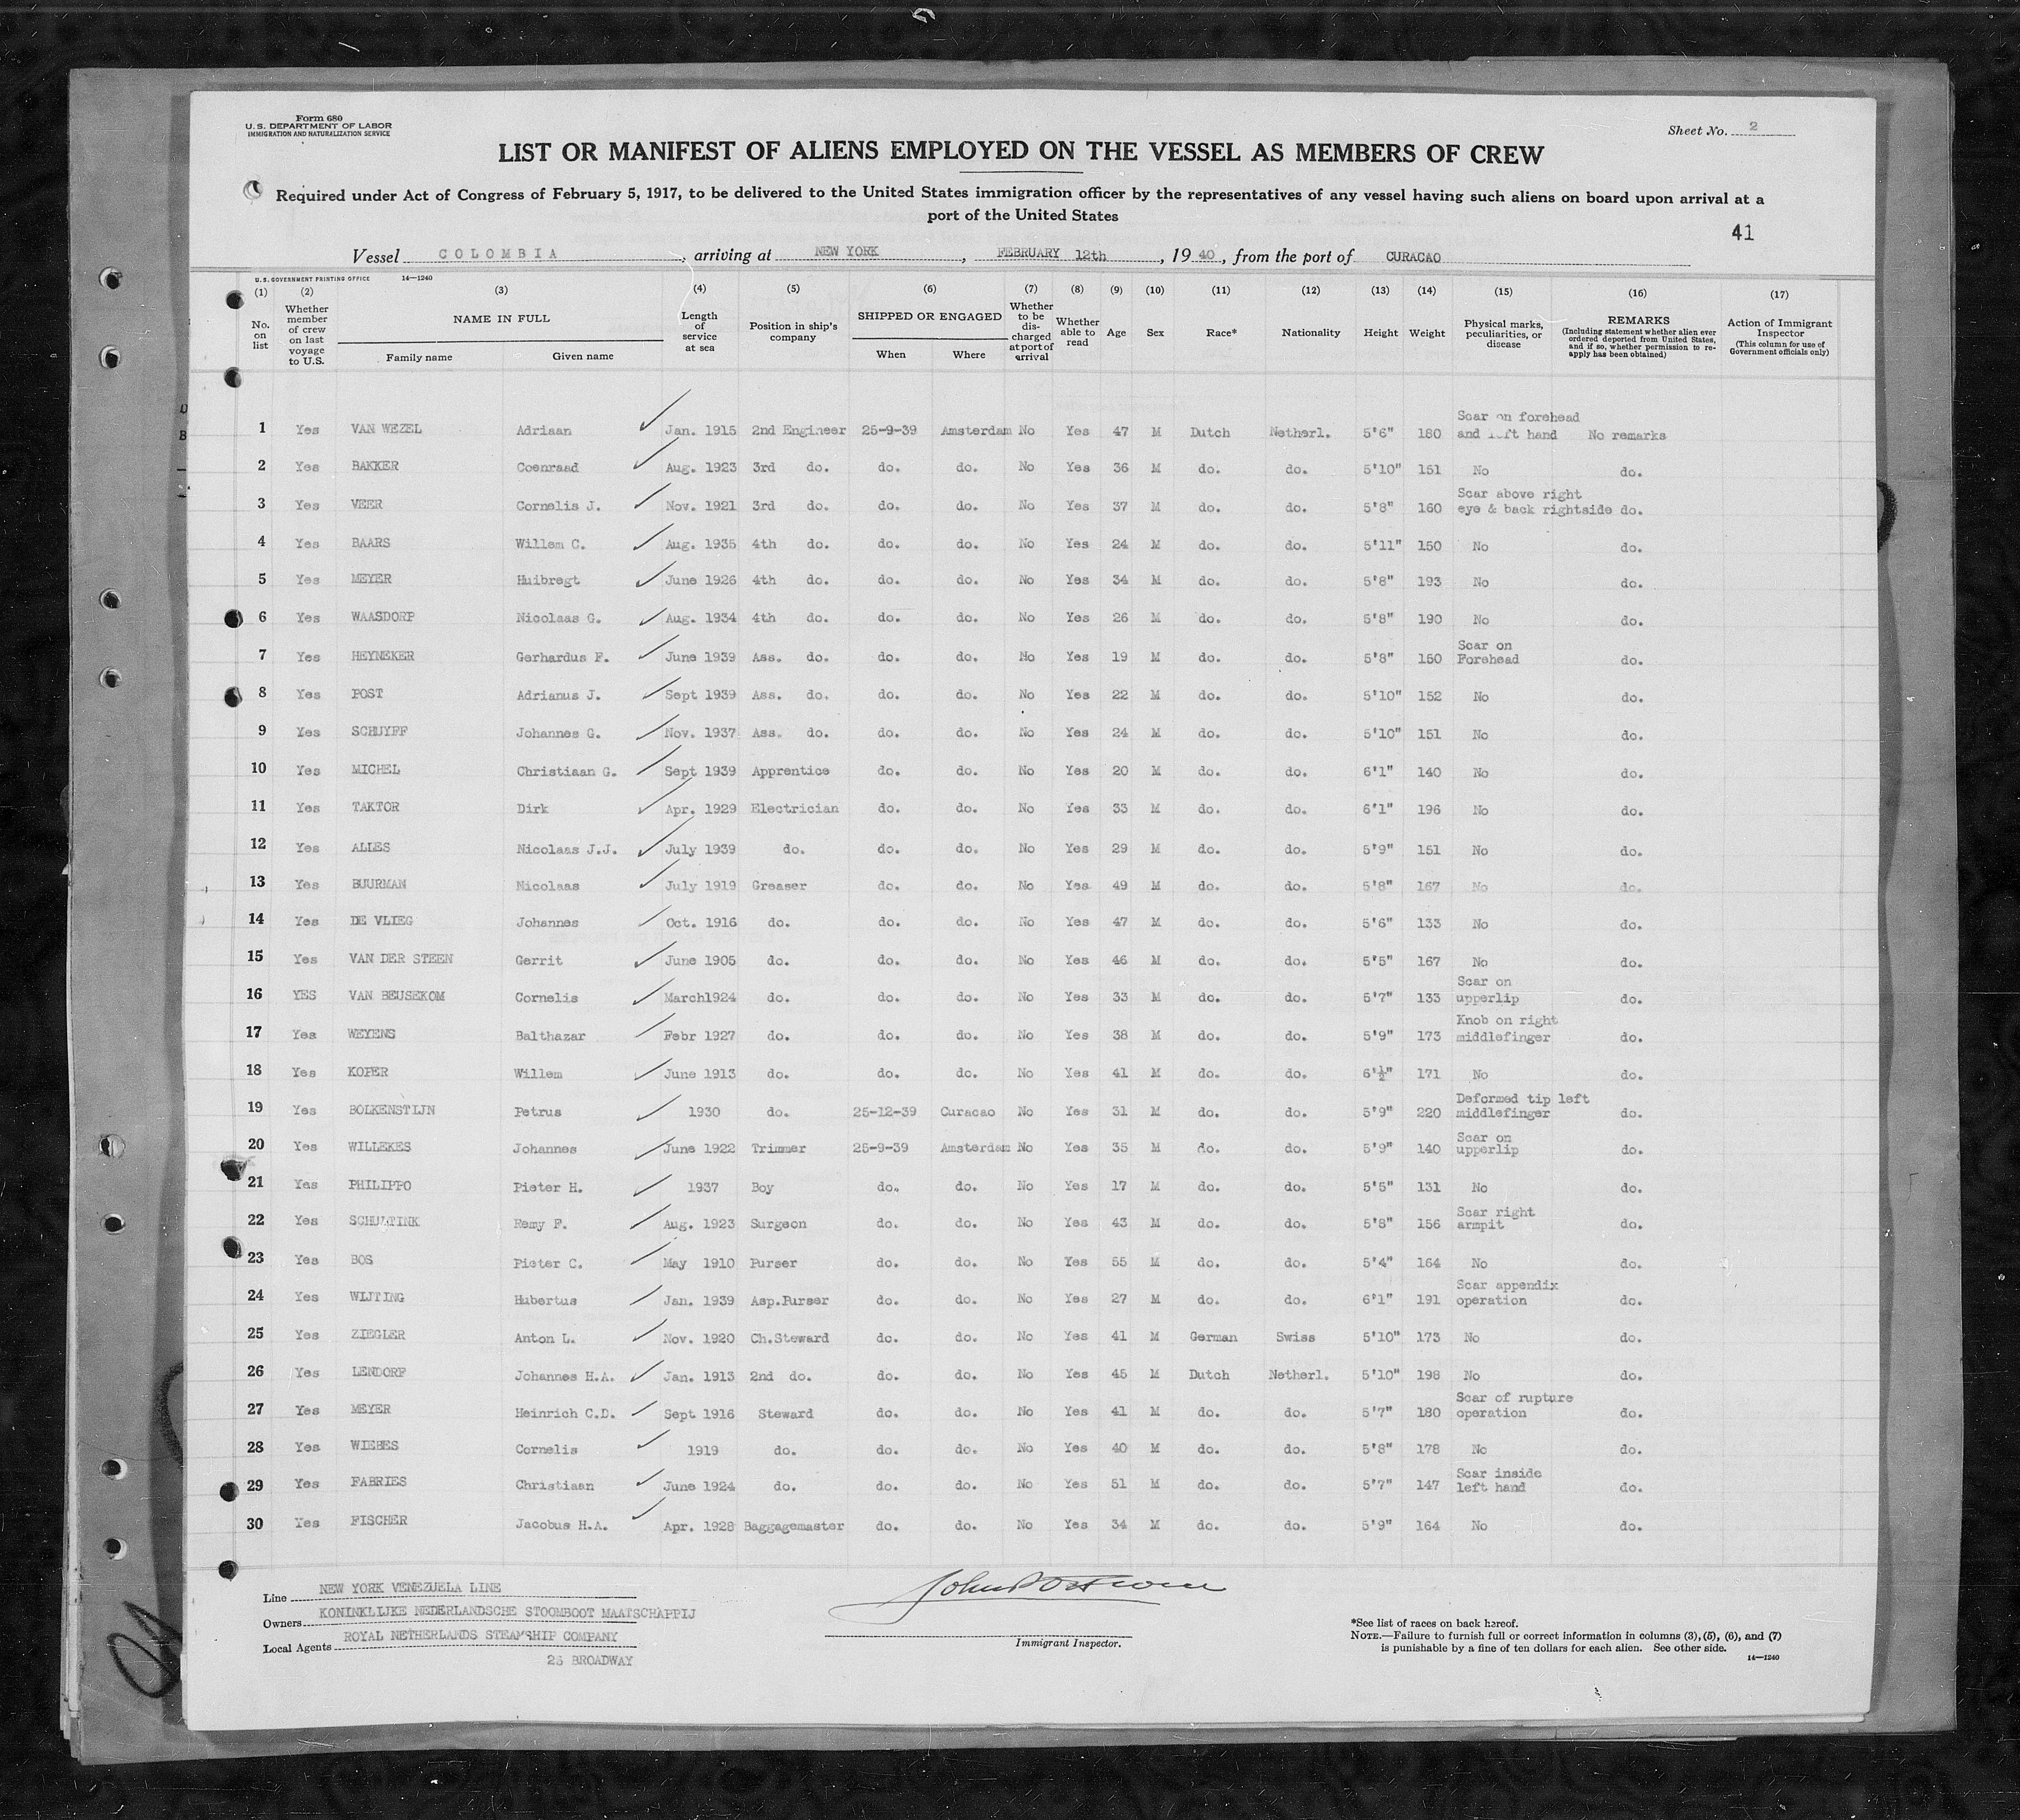 Form 680
U. S. DEPARTMENT OF LABOR
IMMIGRATION AND NATURALIZATION SERVICE
Sheet No. 2
LIST OR MANIFEST OF ALIENS EMPLOYED ON THE VESSEL AS MEMBERS OF CREW
Required under Act of Congress of February 5, 1917, to be delivered to the United States immigration officer by the representatives of any vessel having such aliens on board upon arrival at a
port of the United States
41
Vessel COLOMBIA, arriving at NEW YORK, FEBRUARY 12th, 1940, from the port of CURACAO
U. S. GOVERNMENT PRINTING OFFICE 14—1240
(1) (2) (3) (4) (5) (6) (7) (8) (9) (10) (11) (12) (13) (14) (15) (16) (17)
No. on list
Whether member of crew on last voyage to U.S.
NAME IN FULL
Family name Given name
Length of service at sea
Position in ship's company
SHIPPED OR ENGAGED
When Where
Whether to be discharged at port of arrival
Whether able to read
Age Sex Race* Nationality Height Weight
Physical marks, peculiarities, or disease
REMARKS
(Including statement whether alien ever ordered deported from United States, and if so, whether permission to re-apply has been obtained)
Action of Immigrant Inspector
(This column for use of Government officials only)
1 Yes VAN WEZEL Adriaan Jan. 1915 2nd Engineer 25-9-39 Amsterdam No Yes 47 M Dutch Netherl. 5'6" 180 Scar on forehead and left hand No remarks
2 Yes BAKKER Coenraad Aug. 1923 3rd do. do. do. No Yes 36 M do. do. 5'10" 151 No do.
3 Yes VEER Cornelis J. Nov. 1921 3rd do. do. do. No Yes 37 M do. do. 5'8" 160 Scar above right eye & back rightside do.
4 Yes BAARS Willem C. Aug. 1935 4th do. do. do. No Yes 24 M do. do. 5'11" 150 No do.
5 Yes MEYER Huibregt June 1926 4th do. do. do. No Yes 34 M do. do. 5'8" 193 No do.
6 Yes WAASDORP Nicolaas G. Aug. 1934 4th do. do. do. No Yes 26 M do. do. 5'8" 190 No do.
7 Yes HEYNEKER Gerhardus F. June 1939 Ass. do. do. do. No Yes 19 M do. do. 5'8" 150 Scar on Forehead do.
8 Yes POST Adrianus J. Sept 1939 Ass. do. do. do. No Yes 22 M do. do. 5'10" 152 No do.
9 Yes SCHUYFF Johannes G. Nov. 1937 Ass. do. do. do. No Yes 24 M do. do. 5'10" 151 No do.
10 Yes MICHEL Christiaan G. Sept 1939 Apprentice do. do. No Yes 20 M do. do. 6'1" 140 No do.
11 Yes TAKTOR Dirk Apr. 1929 Electrician do. do. No Yes 33 M do. do. 6'1" 196 No do.
12 Yes ALLES Nicolaas J.J. July 1939 do. do. do. No Yes 29 M do. do. 5'9" 151 No do.
13 Yes BUURMAN Nicolaas July 1919 Greaser do. do. No Yes 49 M do. do. 5'8" 167 No do.
14 Yes DE VLIEG Johannes Oct. 1916 do. do. do. No Yes 47 M do. do. 5'6" 133 No do.
15 Yes VAN DER STEEN Gerrit June 1905 do. do. do. No Yes 46 M do. do. 5'5" 167 No do.
16 YES VAN BEUSEKOM Cornelis March1924 do. do. do. No Yes 33 M do. do. 5'7" 133 Scar on upperlip do.
17 Yes WEYENS Balthazar Febr 1927 do. do. do. No Yes 38 M do. do. 5'9" 173 Knob on right middlefinger do.
18 Yes KOPER Willem June 1913 do. do. do. No Yes 41 M do. do. 6'½" 171 No do.
19 Yes BOLKENSTIJN Petrus 1930 do. 25-12-39 Curacao No Yes 31 M do. do. 5'9" 220 Deformed tip left middlefinger do.
20 Yes WILLEKES Johannes June 1922 Trimmer 25-9-39 Amsterdam No Yes 35 M do. do. 5'9" 140 Scar on upperlip do.
21 Yes PHILIPPO Pieter H. 1937 Boy do. do. No Yes 17 M do. do. 5'5" 131 No do.
22 Yes SCHULTINK Remy F. Aug. 1923 Surgeon do. do. No Yes 43 M do. do. 5'8" 156 Scar right armpit do.
23 Yes BOS Pieter C. May 1910 Purser do. do. No Yes 55 M do. do. 5'4" 164 No do.
24 Yes WIJTING Hubertus Jan. 1939 Asp.Purser do. do. No Yes 27 M do. do. 6'1" 191 Scar appendix operation do.
25 Yes ZIEGLER Anton L. Nov. 1920 Ch.Steward do. do. No Yes 41 M German Swiss 5'10" 173 No do.
26 Yes LENDORF Johannes H.A. Jan. 1913 2nd do. do. do. No Yes 45 M Dutch Netherl. 5'10" 198 No do.
27 Yes MEYER Heinrich C.D. Sept 1916 Steward do. do. No Yes 41 M do. do. 5'7" 180 Scar of rupture operation do.
28 Yes WIEBES Cornelis 1919 do. do. do. No Yes 40 M do. do. 5'8" 178 No do.
29 Yes FABRIES Christiaan June 1924 do. do. do. No Yes 51 M do. do. 5'7" 147 Scar inside left hand do.
30 Yes FISCHER Jacobus H.A. Apr. 1928 Baggagemaster do. do. No Yes 34 M do. do. 5'9" 164 No do.
Line NEW YORK VENEZUELA LINE
Owners KONINKLIJKE NEDERLANDSCHE STOOMBOOT MAATSCHAPPIJ
Local Agents ROYAL NETHERLANDS STEAMSHIP COMPANY
25 BROADWAY
Immigrant Inspector.
*See list of races on back hereof.
NOTE.—Failure to furnish full or correct information in columns (3), (5), (6), and (7)
is punishable by a fine of ten dollars for each alien. See other side.
14—1240